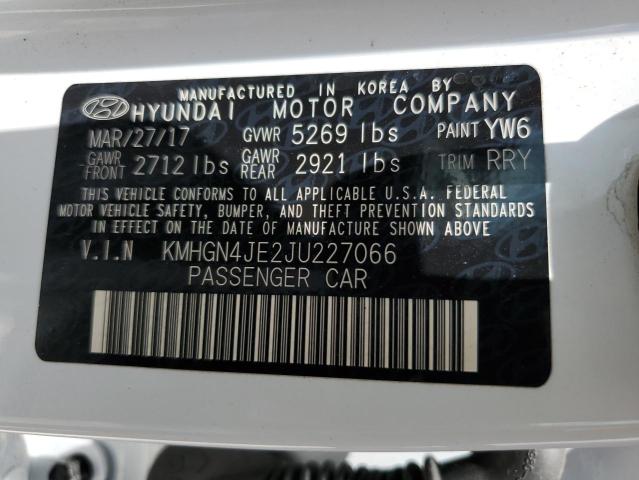 MANUFACTURED IN KOREA BY
HYUNDAI MOTOR COMPANY
MAR/27/17 GVWR 5269 lbs PAINT YW6
GAWR FRONT 2712 lbs GAWR REAR 2921 lbs TRIM RRY
THIS VEHICLE CONFORMS TO ALL APPLICABLE U.S.A. FEDERAL
MOTOR VEHICLE SAFETY, BUMPER, AND THEFT PREVENTION STANDARDS
IN EFFECT ON THE DATE OF MANUFACTURE SHOWN ABOVE.
V.I.N KMHGN4JE2JU227066
PASSENGER CAR